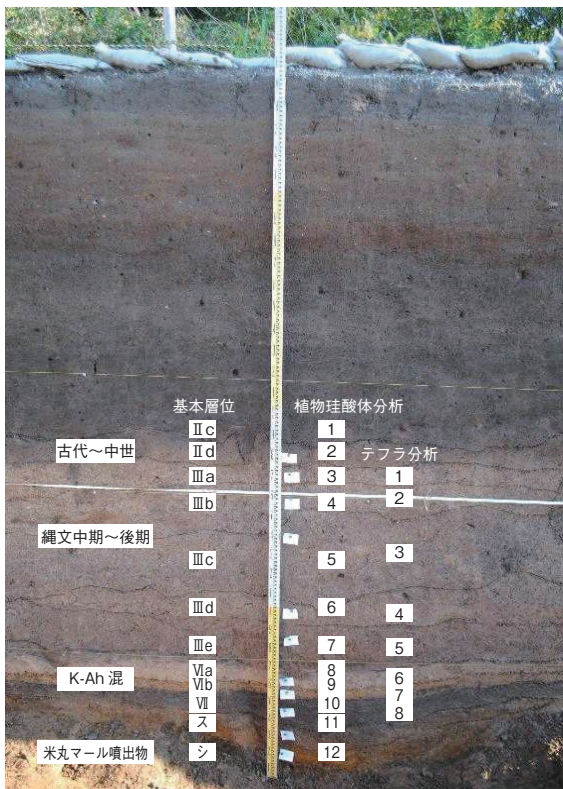 基本層位 植物珪酸体分析
Ⅱc 1
古代～中世 Ⅱd 2 テフラ分析
Ⅲa 3 1
Ⅲb 4 2
縄文中期～後期
Ⅲc 5 3
Ⅲd 6 4
Ⅲe 7 5
Ⅵa 8
K-Ah 混 Ⅵb 9 6
Ⅶ 10 7
ス 11 8
米丸マール噴出物 シ 12